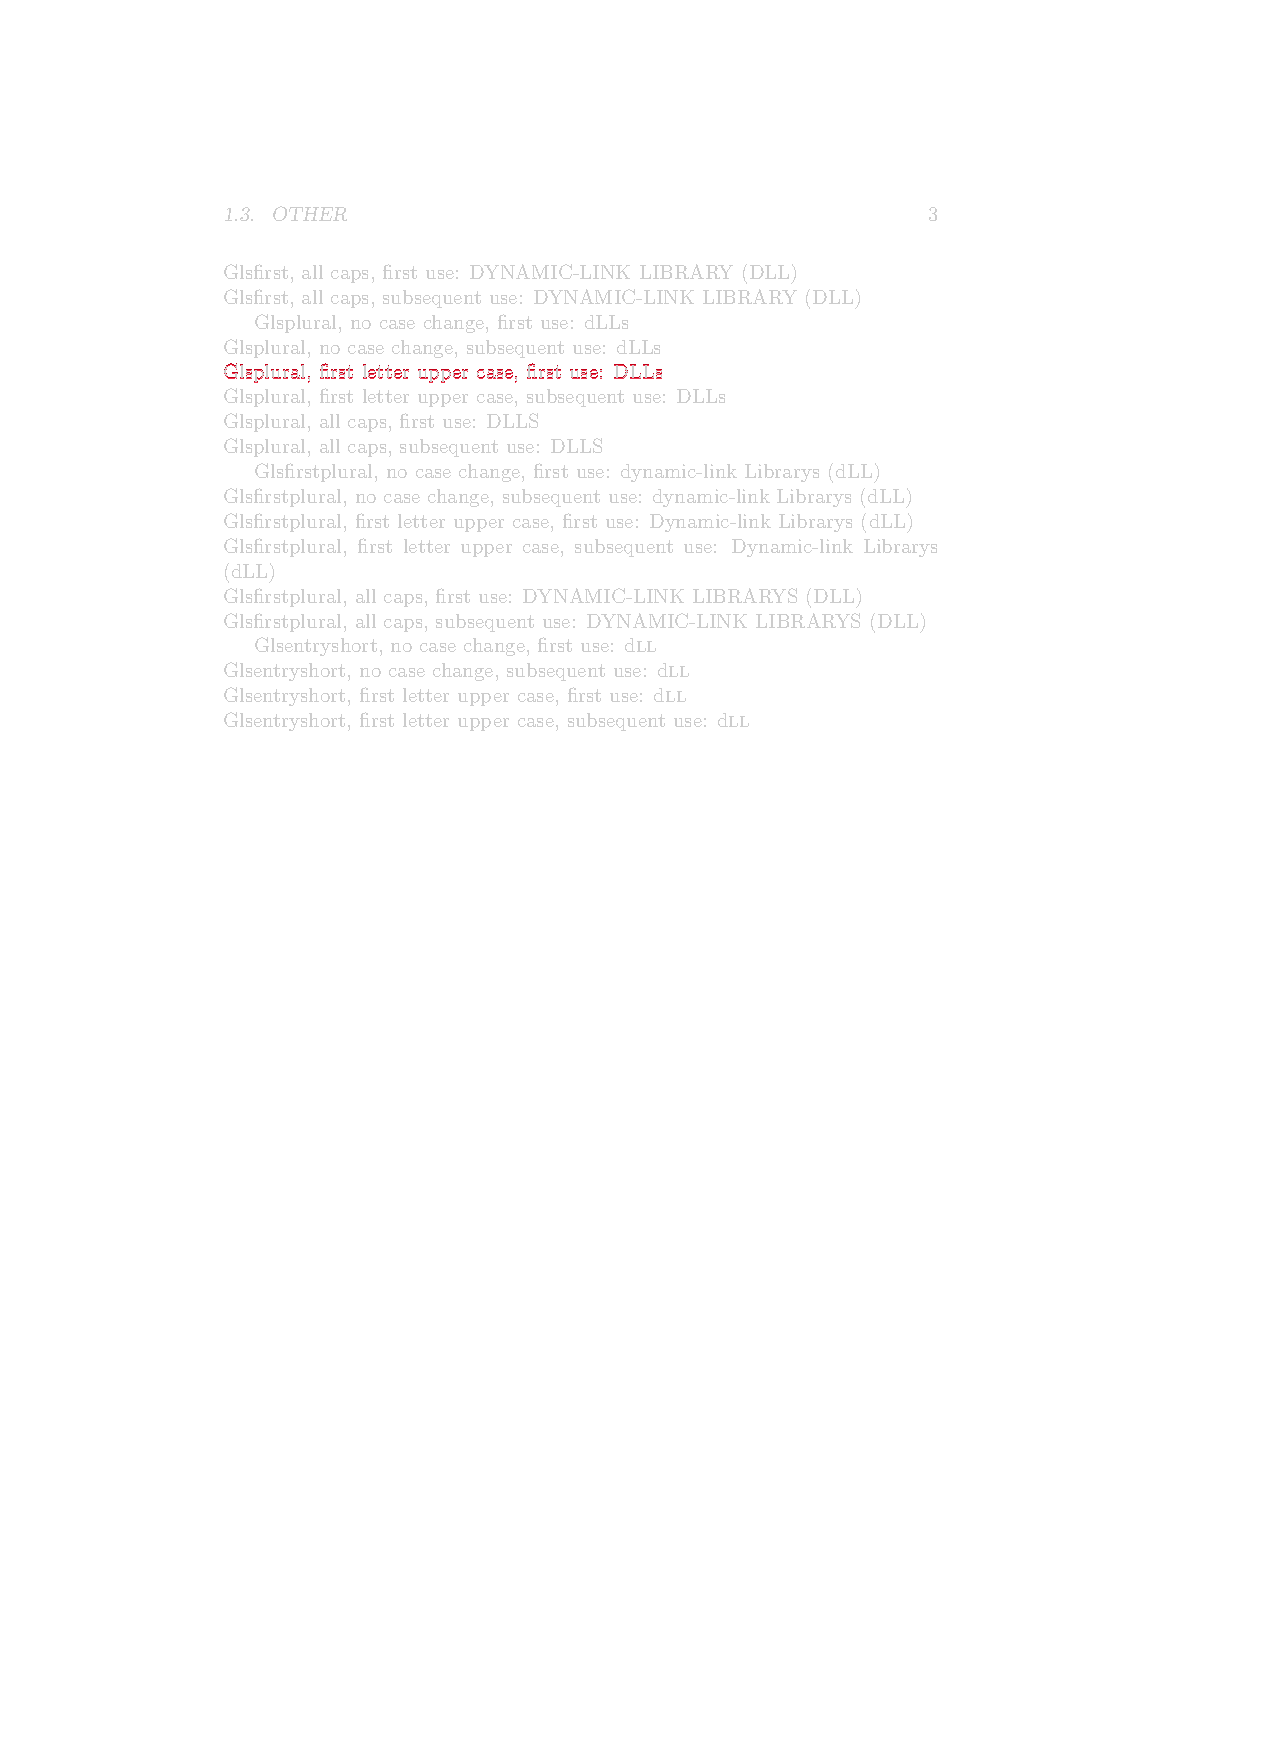 1.3. OTHER 3
Glsfirst, all caps, first use: DYNAMIC-LINK LIBRARY (DLL)
Glsfirst, all caps, subsequent use: DYNAMIC-LINK LIBRARY (DLL)
Glsplural, no case change, first use: dLLs
Glsplural, no case change, subsequent use: dLLs
Glsplural, first letter upper case, first use: DLLs
Glsplural, first letter upper case, subsequent use: DLLs
Glsplural, all caps, first use: DLLS
Glsplural, all caps, subsequent use: DLLS
Glsfirstplural, no case change, first use: dynamic-link Librarys (dLL)
Glsfirstplural, no case change, subsequent use: dynamic-link Librarys (dLL)
Glsfirstplural, first letter upper case, first use: Dynamic-link Librarys (dLL)
Glsfirstplural, first letter upper case, subsequent use: Dynamic-link Librarys
(dLL)
Glsfirstplural, all caps, first use: DYNAMIC-LINK LIBRARYS (DLL)
Glsfirstplural, all caps, subsequent use: DYNAMIC-LINK LIBRARYS (DLL)
Glsentryshort, no case change, first use: dLL
Glsentryshort, no case change, subsequent use: dLL
Glsentryshort, first letter upper case, first use: dLL
Glsentryshort, first letter upper case, subsequent use: dLL